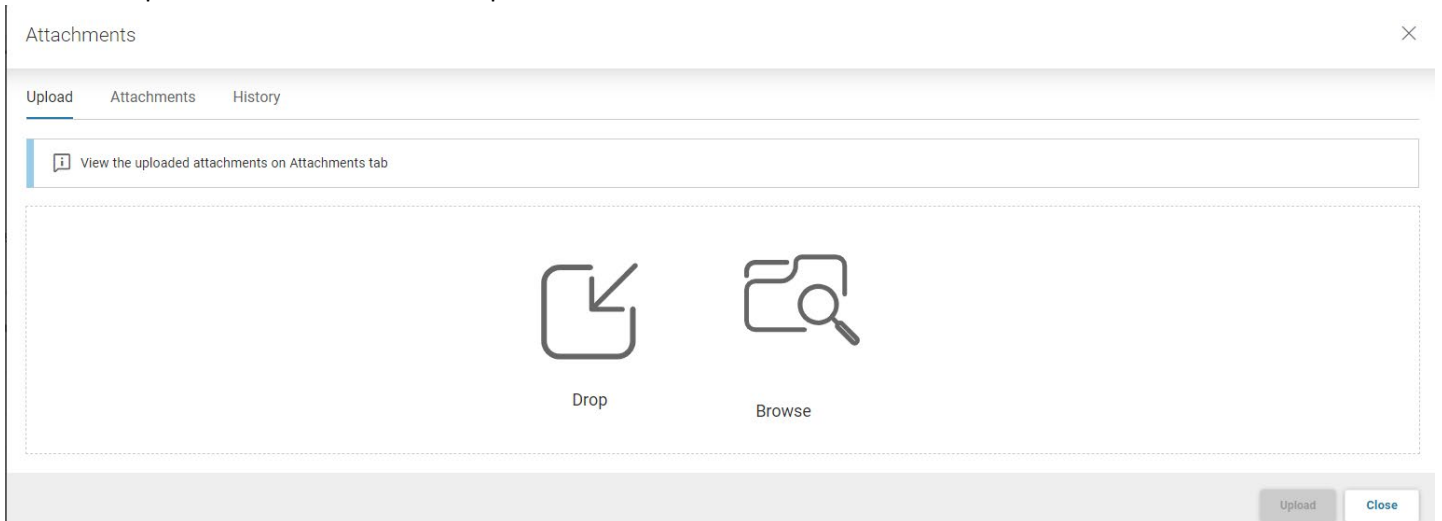 Attachments
Upload Attachments History
View the uploaded attachments on Attachments tab
Drop
Browse
Upload Close